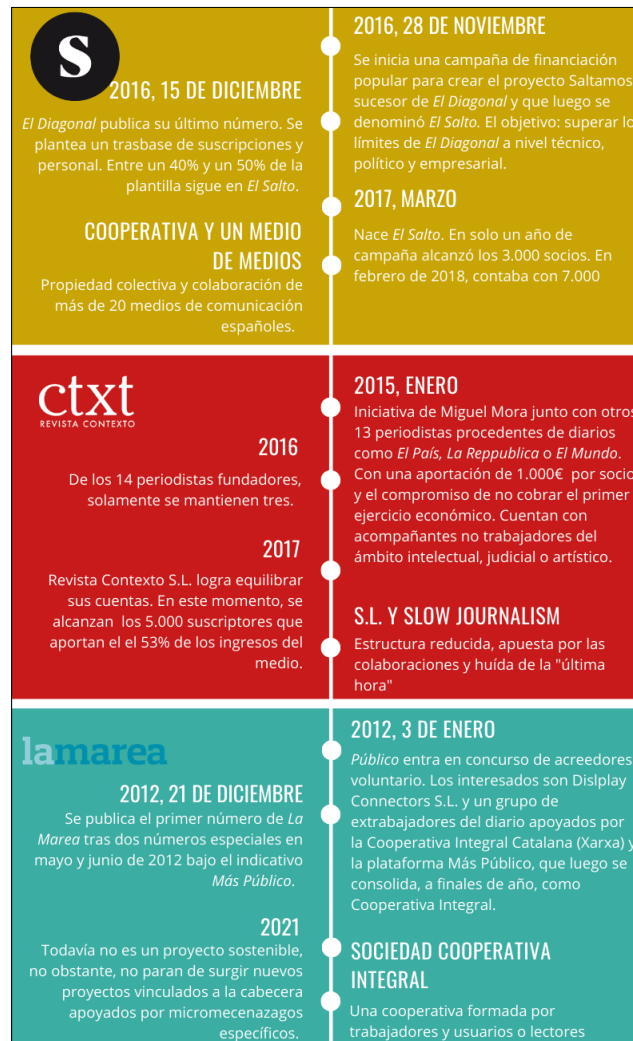 S
2016, 28 DE NOVIEMBRE
Se inicia una campaña de financiación
popular para crear el proyecto Saltamos
sucesor de El Diagonal y que luego se
denominó El Salto. El objetivo: superar lo
límites de El Diagonal a nivel técnico,
político y empresarial.
2016, 15 DE DICIEMBRE
El Diagonal publica su último número. Se
plantea un trasbase de suscripciones y
personal. Entre un 40% y un 50% de la
plantilla sigue en El Salto.
2017, MARZO
Nace El Salto. En solo un año de
campaña alcanzó los 3.000 socios. En
febrero de 2018, contaba con 7.000
COOPERATIVA Y UN MEDIO
DE MEDIOS
Propiedad colectiva y colaboración de
más de 20 medios de comunicación
españoles.
ctxt
REVISTA CONTEXTO
2015, ENERO
Iniciativa de Miguel Mora junto con otros
13 periodistas procedentes de diarios
como El País, La Reppublica o El Mundo.
Con una aportación de 1.000€ por socio
y el compromiso de no cobrar el primer
ejercicio económico. Cuentan con
acompañantes no trabajadores del
ámbito intelectual, judicial o artístico.
2016
De los 14 periodistas fundadores,
solamente se mantienen tres.
2017
Revista Contexto S.L. logra equilibrar
sus cuentas. En este momento, se
alcanzan los 5.000 suscriptores que
aportan el el 53% de los ingresos del
medio.
S.L. Y SLOW JOURNALISM
Estructura reducida, apuesta por las
colaboraciones y huída de la "última
hora"
lamarea
2012, 3 DE ENERO
Público entra en concurso de acreedores
voluntario. Los interesados son Dislplay
Connectors S.L. y un grupo de
extrabajadores del diario apoyados por
la Cooperativa Integral Catalana (Xarxa) y
la plataforma Más Público, que luego se
consolida, a finales de año, como
Cooperativa Integral.
2012, 21 DE DICIEMBRE
Se publica el primer número de La
Marea tras dos números especiales en
mayo y junio de 2012 bajo el indicativo
Más Público.
2021
Todavía no es un proyecto sostenible,
no obstante, no paran de surgir nuevos
proyectos vinculados a la cabecera
apoyados por micromecenazagos
específicos.
SOCIEDAD COOPERATIVA
INTEGRAL
Una cooperativa formada por
trabajadores y usuarios o lectores